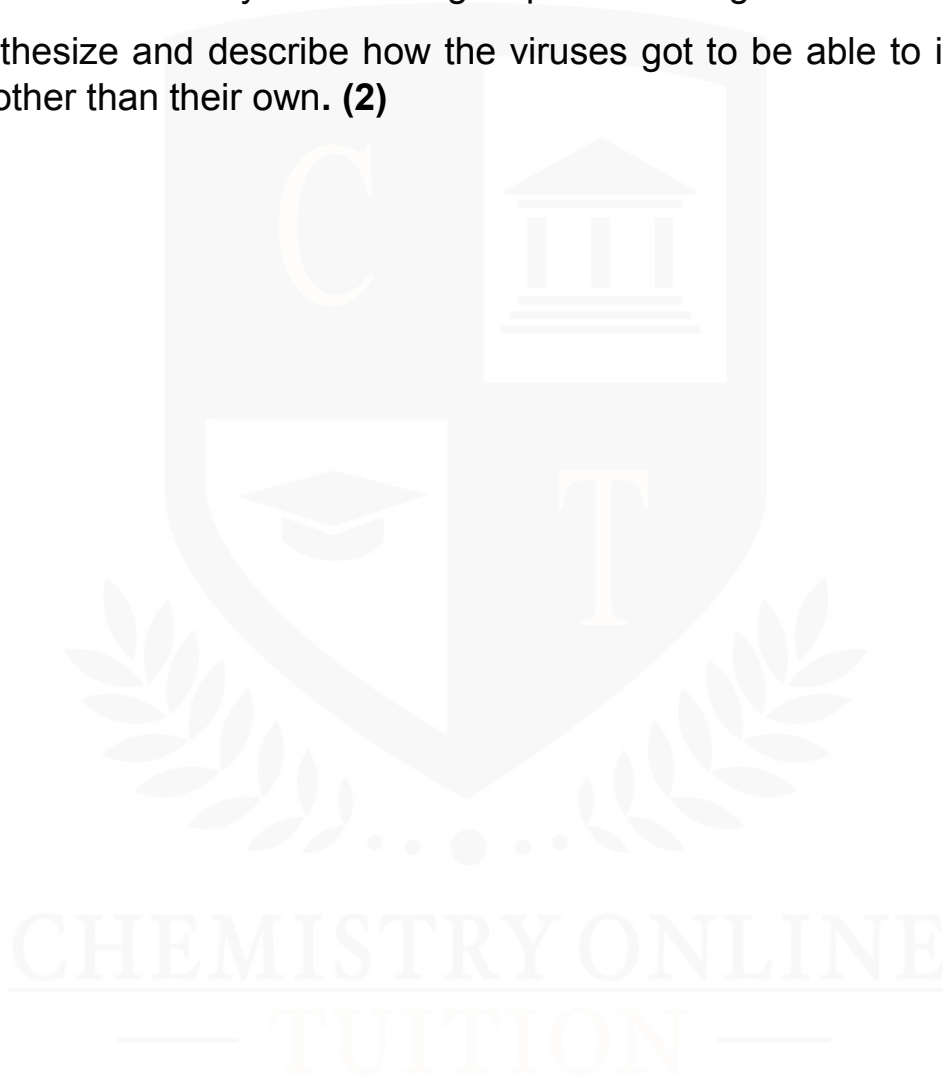 thesize and describe how the viruses got to be able to i
other than their own. (2)
C
T
CHEMISTRY ONLINE
— TUITION —